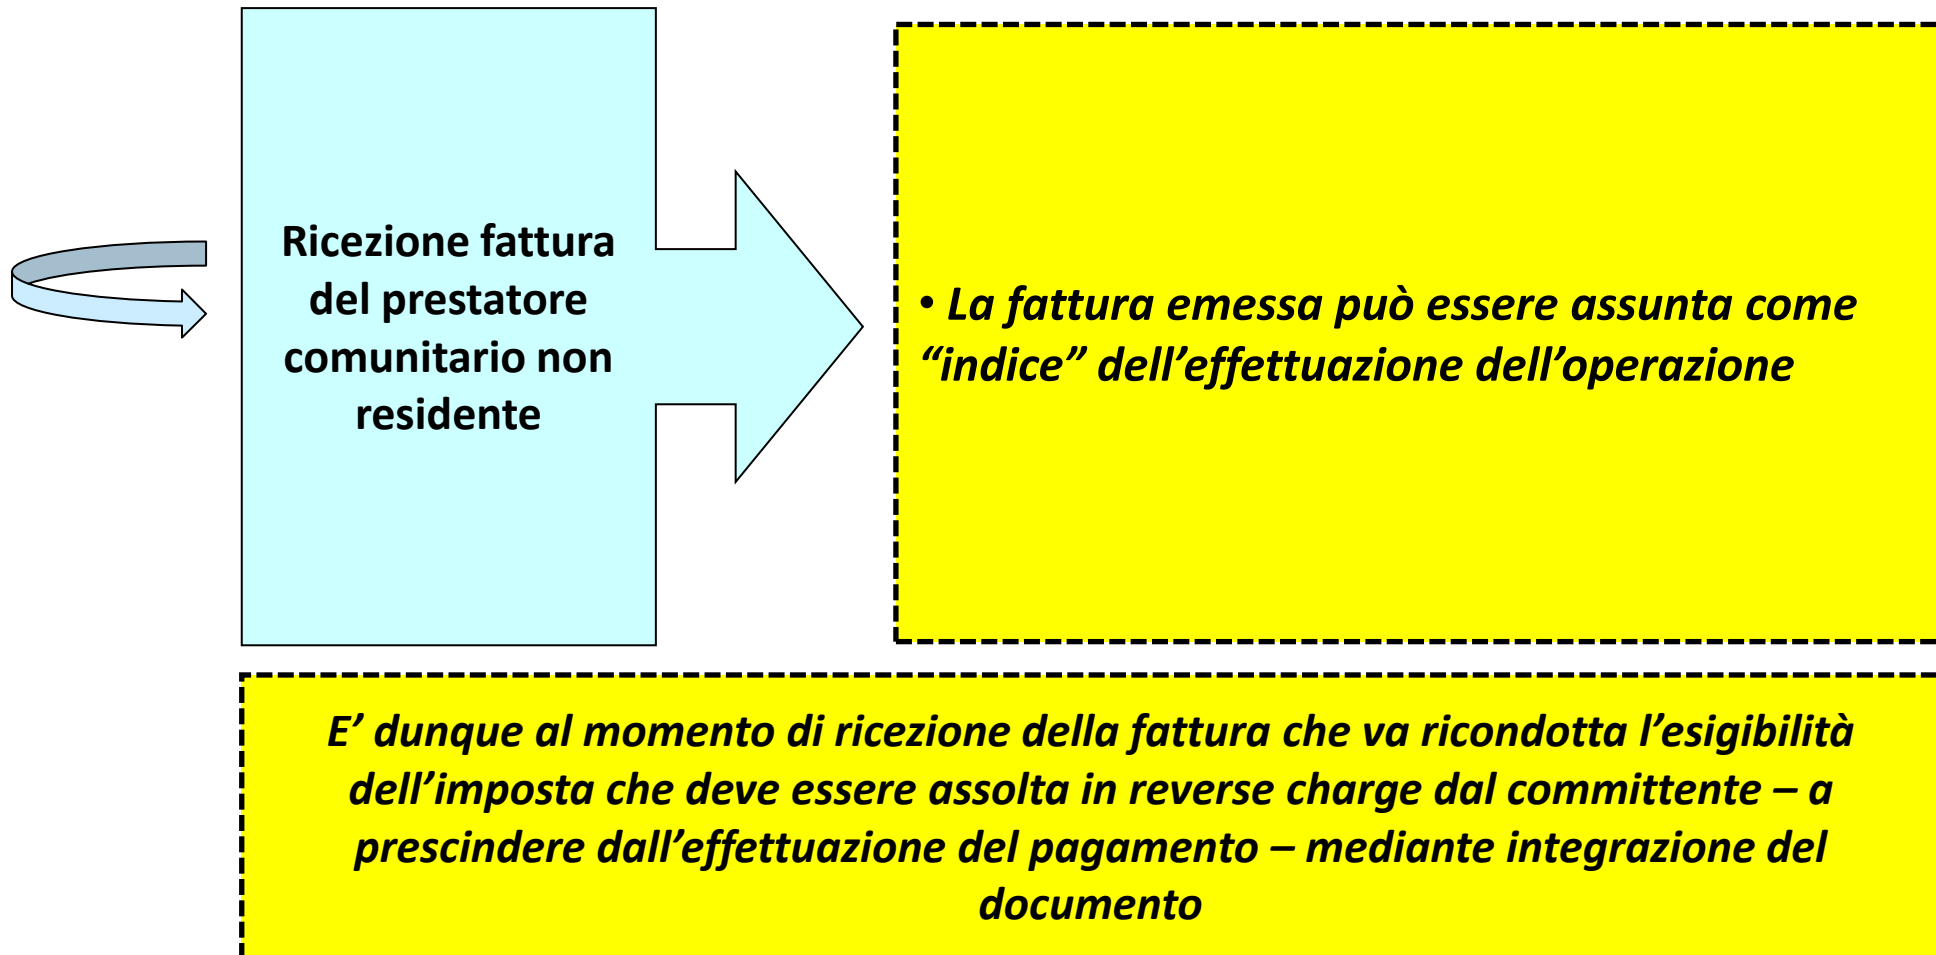 Ricezione fattura
del prestatore
comunitario non
residente
• La fattura emessa può essere assunta come
“indice” dell’effettuazione dell’operazione
E’ dunque al momento di ricezione della fattura che va ricondotta l’esigibilità
dell’imposta che deve essere assolta in reverse charge dal committente – a
prescindere dall’effettuazione del pagamento – mediante integrazione del
documento